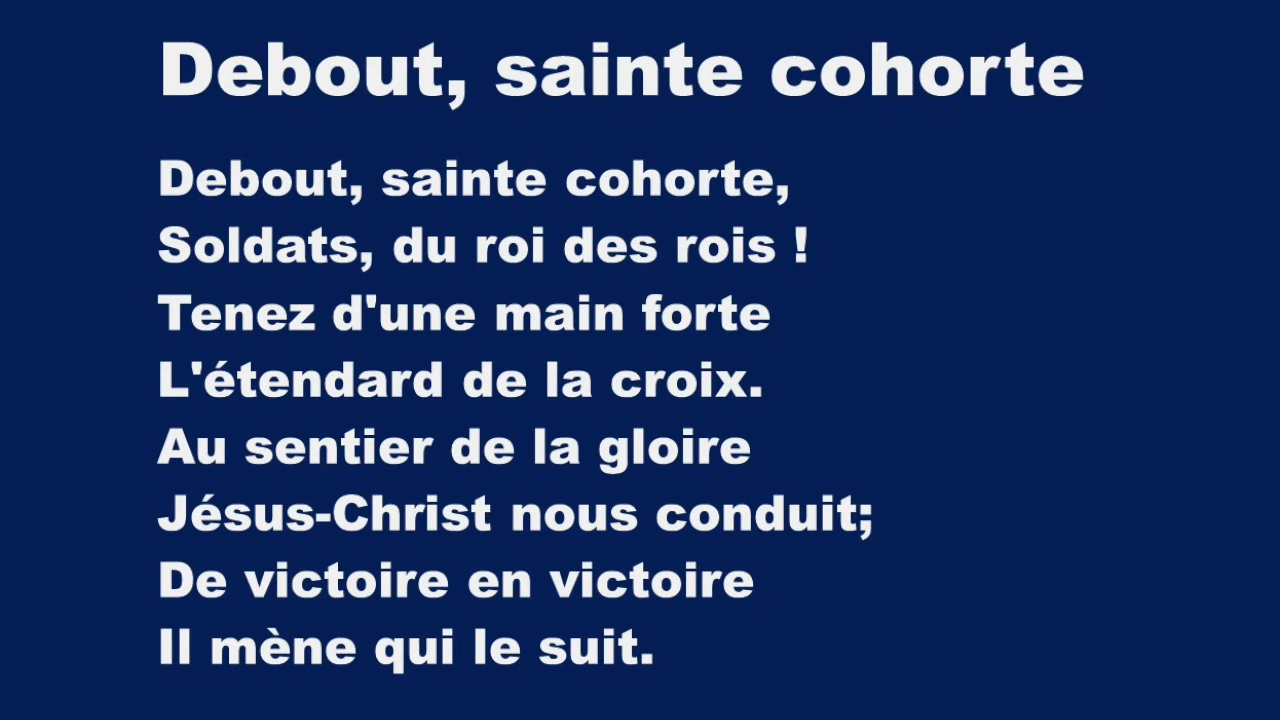 Debout, sainte cohorte
Debout, sainte cohorte,
Soldats, du roi des rois !
Tenez d'une main forte
L'étendard de la croix.
Au sentier de la gloire
Jésus-Christ nous conduit;
De victoire en victoire
Il mène qui le suit.